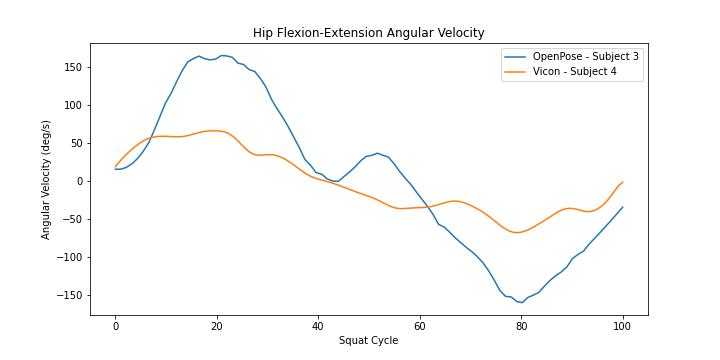 Hip Flexion-Extension Angular Velocity
OpenPose - Subject 3
Vicon - Subject 4
Angular Velocity (deg/s)
150
100
50
0
−50
−100
−150
0
20
40
60
80
100
Squat Cycle